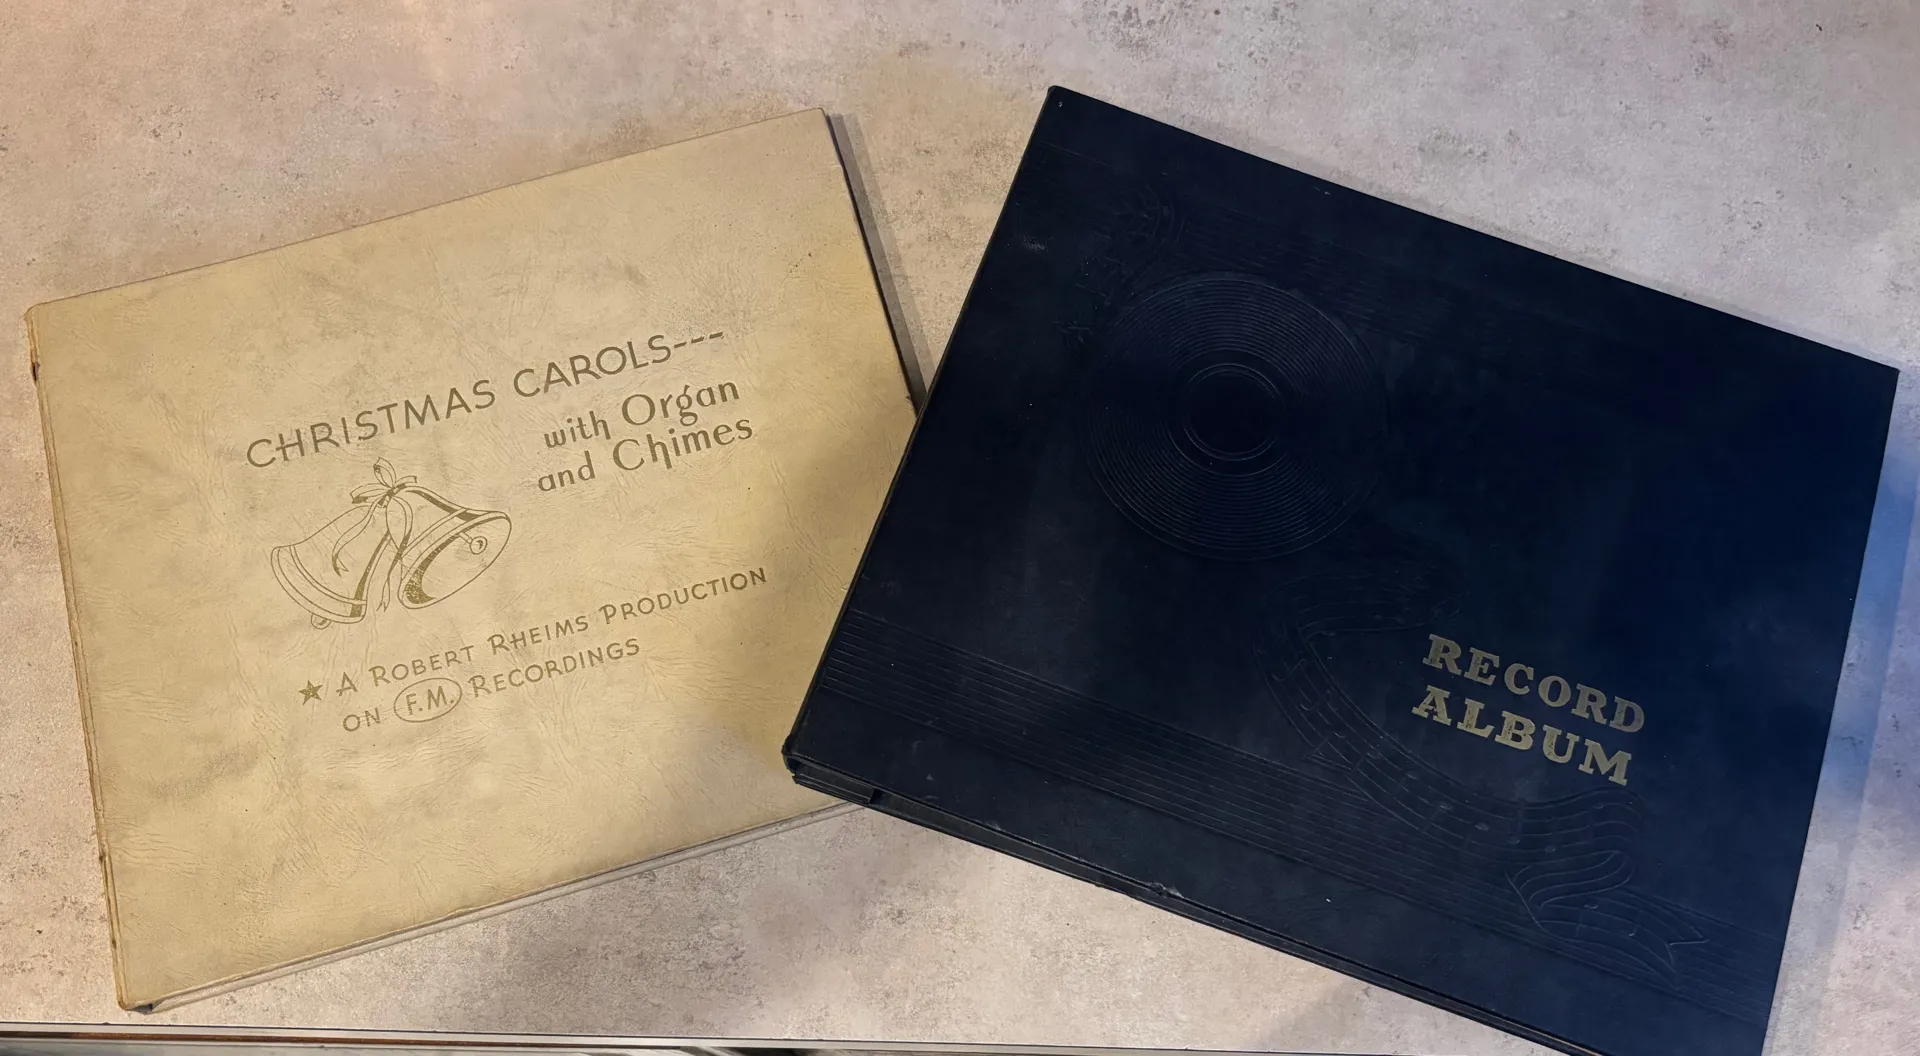 CHRISTMAS CAROLS---
with Organ
and Chimes
★ A ROBERT RHEIMS PRODUCTION
ON F.M. RECORDINGS
RECORD
ALBUM